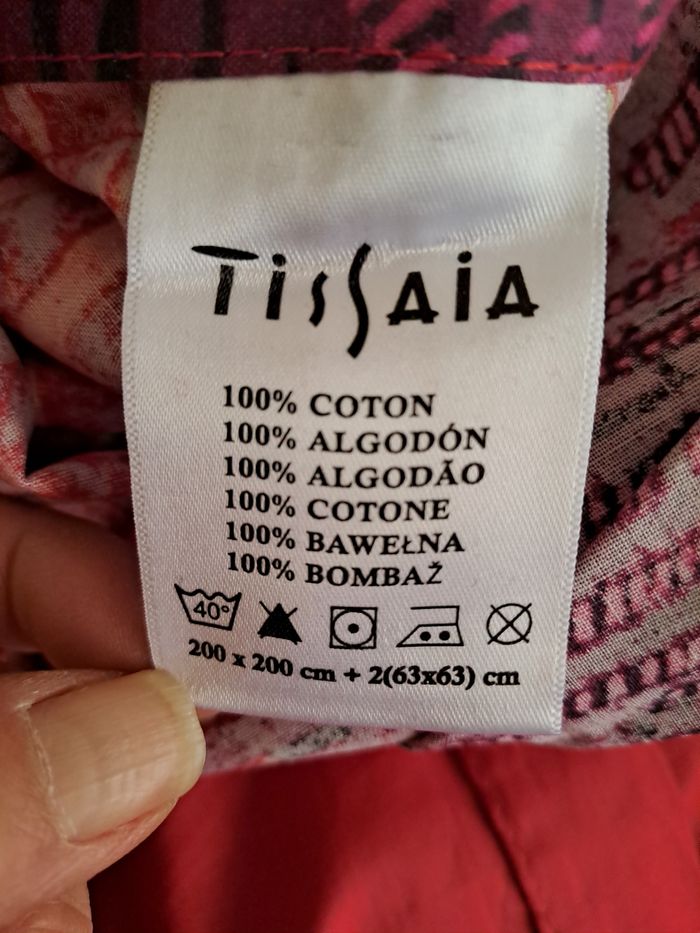 TissAiA
100% COTON
100% ALGODÓN
100% ALGODÃO
100% COTONE
100% BAWEŁNA
100% BOMBAŽ
40°
200 x 200 cm + 2(63x63) cm